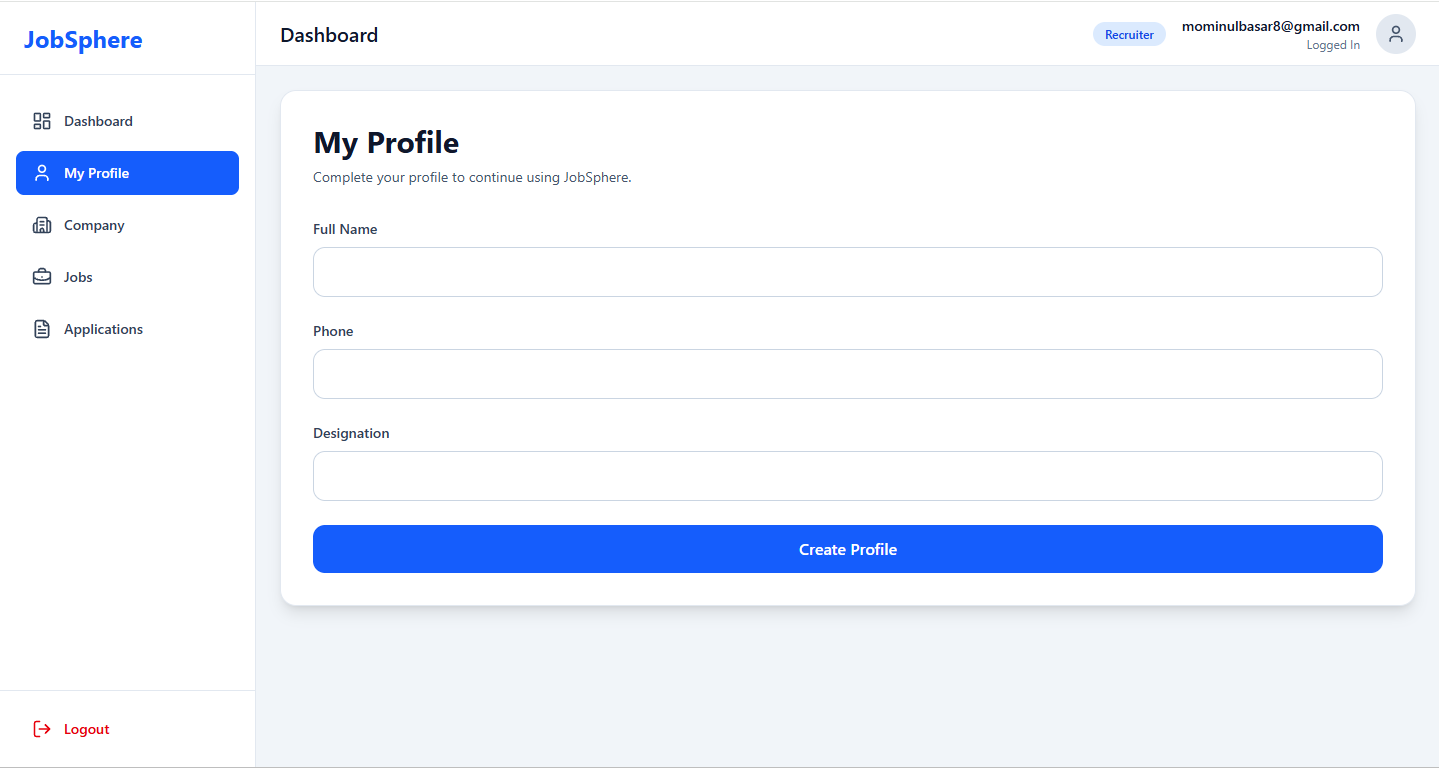 JobSphere
Dashboard
Recruiter
mominulbasar8@gmail.com
Logged In
Dashboard
My Profile
Company
Jobs
Applications
Logout
My Profile
Complete your profile to continue using JobSphere.
Full Name
Phone
Designation
Create Profile